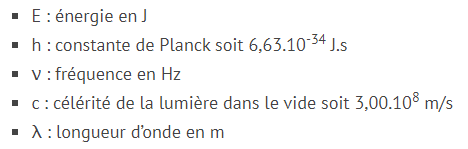 ▪ E : énergie en J
▪ h : constante de Planck soit 6,63.10⁻³⁴ J.s
▪ ν : fréquence en Hz
▪ c : célérité de la lumière dans le vide soit 3,00.10⁸ m/s
▪ λ : longueur d’onde en m